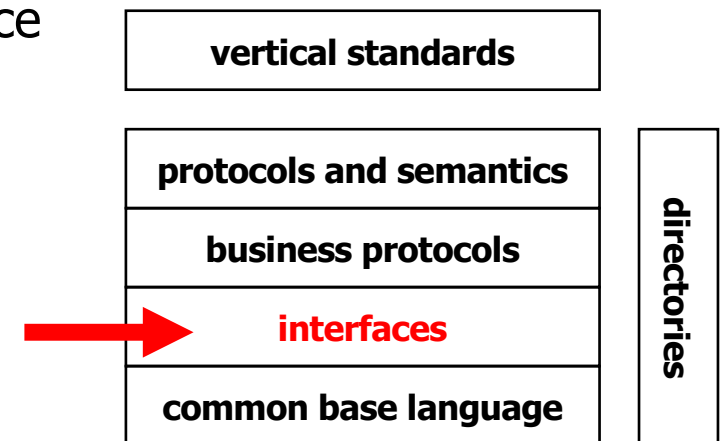 ce
vertical standards
protocols and semantics
business protocols
interfaces
common base language
directories